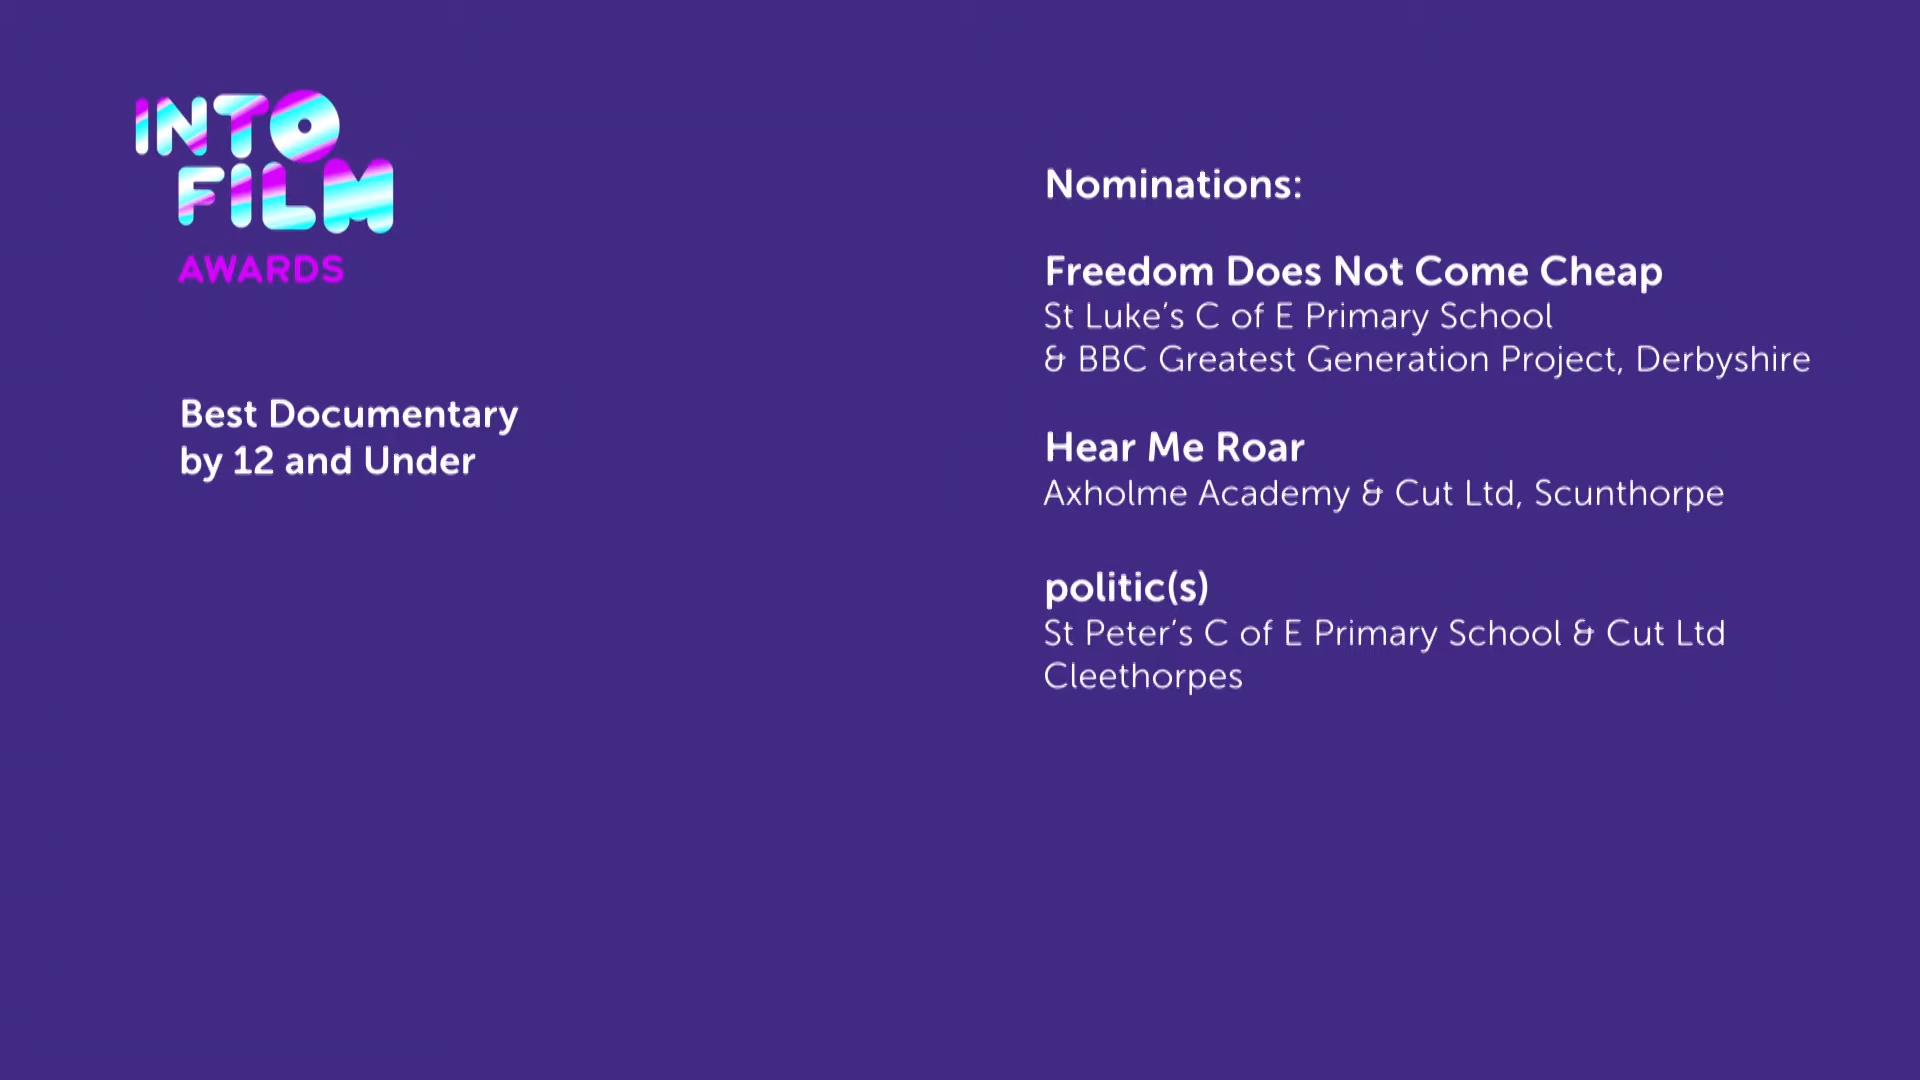 INTO
FILM
AWARDS
Best Documentary
by 12 and Under
Nominations:
Freedom Does Not Come Cheap
St Luke's C of E Primary School
& BBC Greatest Generation Project, Derbyshire
Hear Me Roar
Axholme Academy & Cut Ltd, Scunthorpe
politic(s)
St Peter's C of E Primary School & Cut Ltd
Cleethorpes